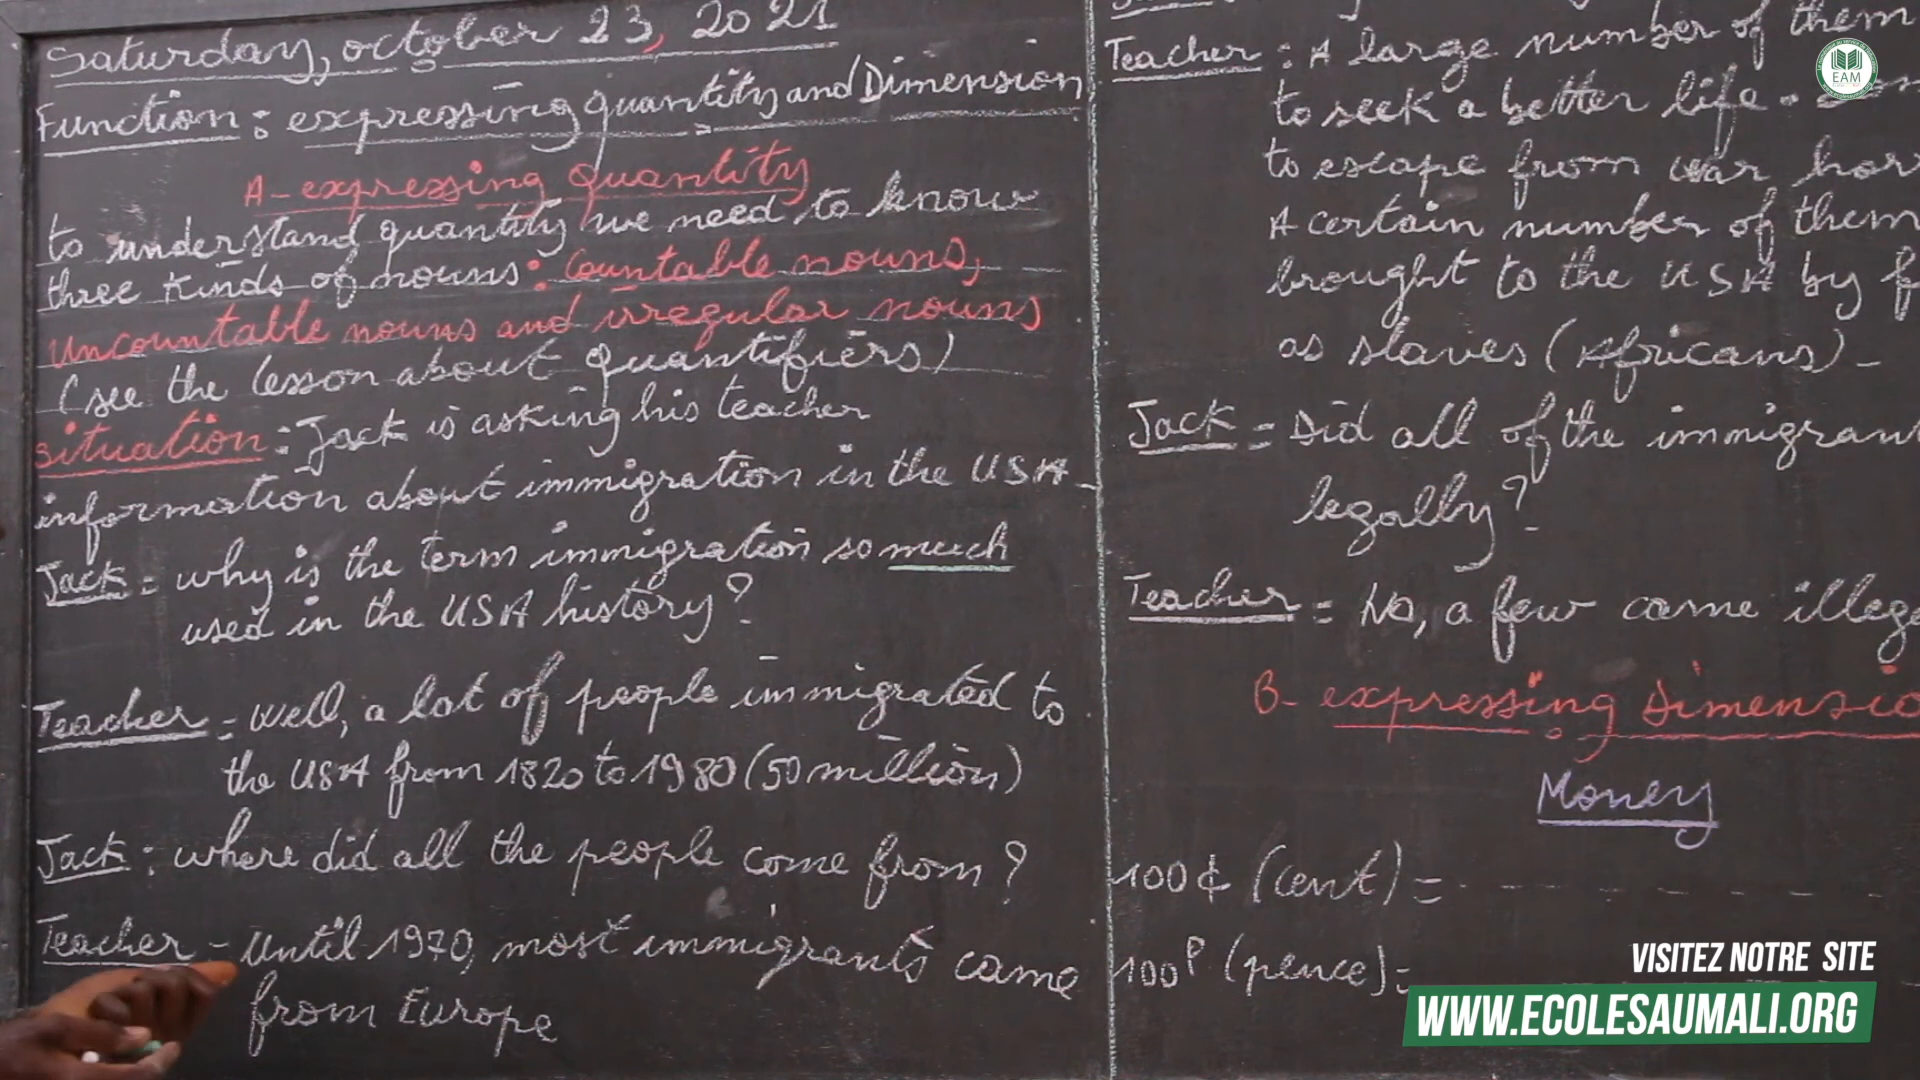 Saturday, october 23, 2021
Function: expressing quantity and Dimension
A- expressing quantity
to understand quantity we need to know
three kinds of nouns: countable nouns,
uncountable nouns and irregular nouns
(see the lesson about quantifiers)
situation: Jack is asking his teacher
information about immigration in the USA-
Jack: why is the term immigration so much
used in the USA history?
Teacher: well, a lot of people immigrated to
the USA from 1820 to 1980 (50 million)
Jack: where did all the people come from?
Teacher - until 1970, most immigrants came
from Europe
Teacher: A large number of them
to seek a better life.
to escape from war
A certain number of them
brought to the USA by
as slaves (Africans)-
Jack: did all of the immigrant
legally?
Teacher: No, a few came illega
B- expressing dimensio
Money
100¢ (cent) =
100P (pence) =
EAM
VISITEZ NOTRE SITE
WWW.ECOLESAUMALI.ORG